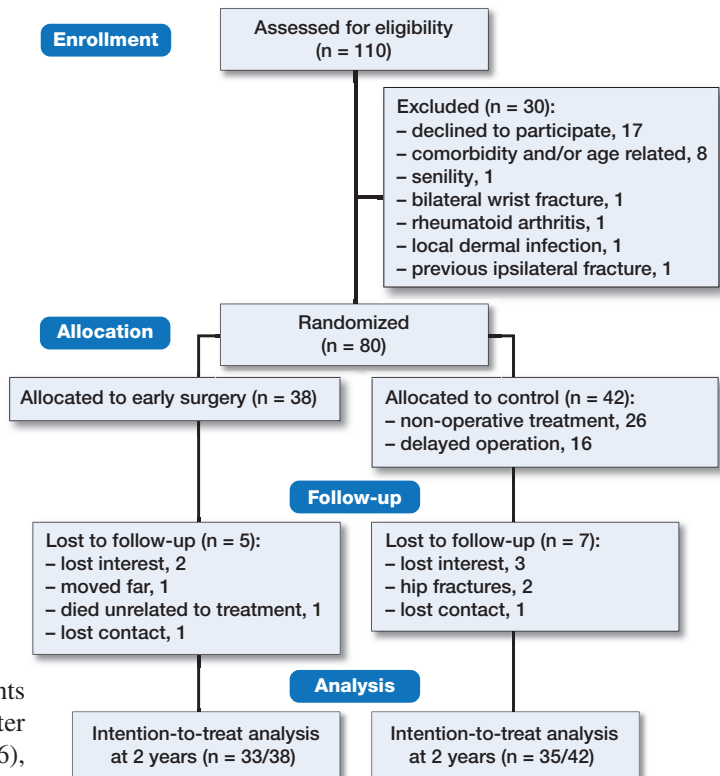 Enrollment
Assessed for eligibility
(n = 110)
Excluded (n = 30):
– declined to participate, 17
– comorbidity and/or age related, 8
– senility, 1
– bilateral wrist fracture, 1
– rheumatoid arthritis, 1
– local dermal infection, 1
– previous ipsilateral fracture, 1
Allocation
Randomized
(n = 80)
Allocated to early surgery (n = 38)
Allocated to control (n = 42):
– non-operative treatment, 26
– delayed operation, 16
Follow-up
Lost to follow-up (n = 5):
– lost interest, 2
– moved far, 1
– died unrelated to treatment, 1
– lost contact, 1
Lost to follow-up (n = 7):
– lost interest, 3
– hip fractures, 2
– lost contact, 1
Analysis
Intention-to-treat analysis
at 2 years (n = 33/38)
Intention-to-treat analysis
at 2 years (n = 35/42)
nts
ter
6),